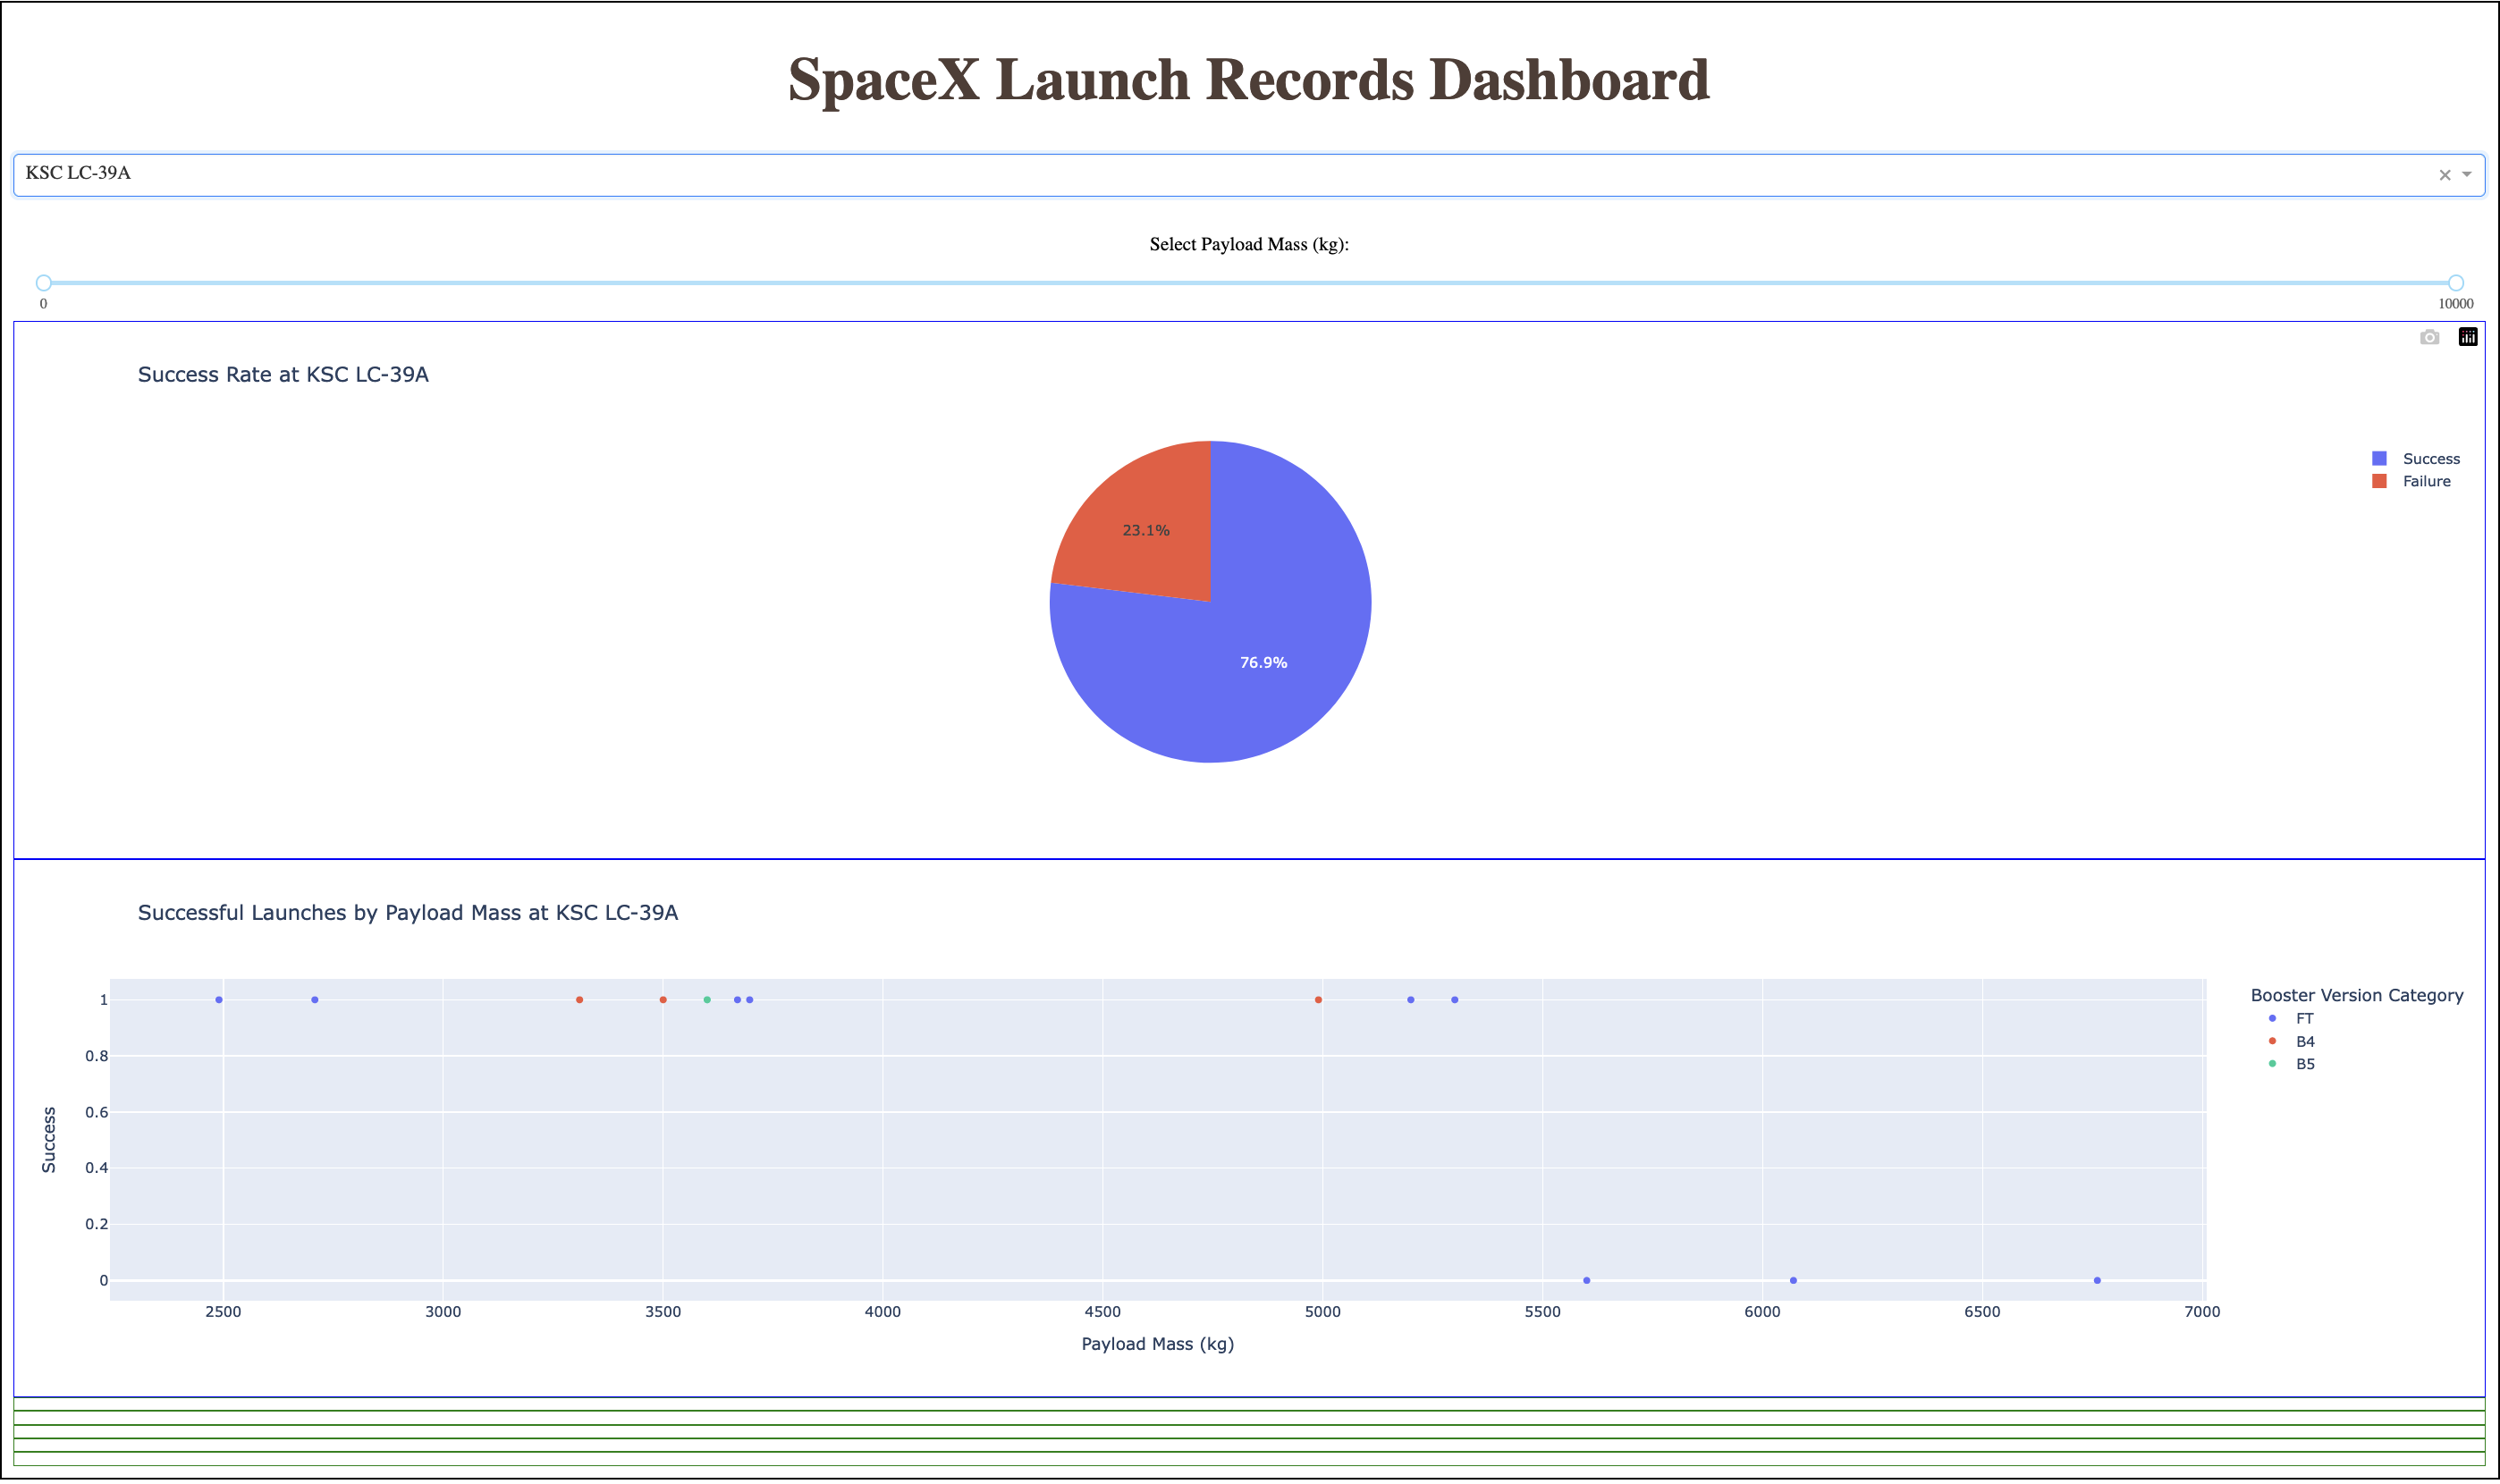 SpaceX Launch Records Dashboard
KSC LC-39A
Select Payload Mass (kg):
0 10000
Success Rate at KSC LC-39A
Success
Failure
23.1%
76.9%
Successful Launches by Payload Mass at KSC LC-39A
Booster Version Category
FT
B4
B5
Success
1
0.8
0.6
0.4
0.2
0
2500 3000 3500 4000 4500 5000 5500 6000 6500 7000
Payload Mass (kg)